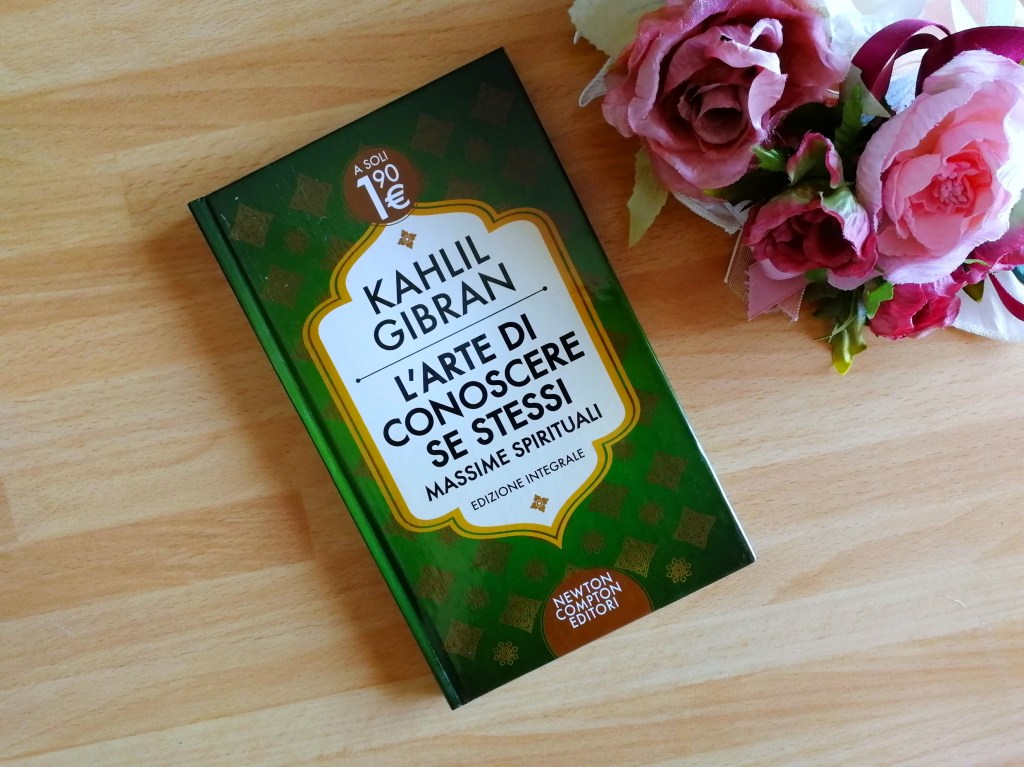 A SOLI
1,90
€
KAHLIL
GIBRAN
L'ARTE DI
CONOSCERE
SE STESSI
MASSIME SPIRITUALI
EDIZIONE INTEGRALE
NEWTON
COMPTON
EDITORI